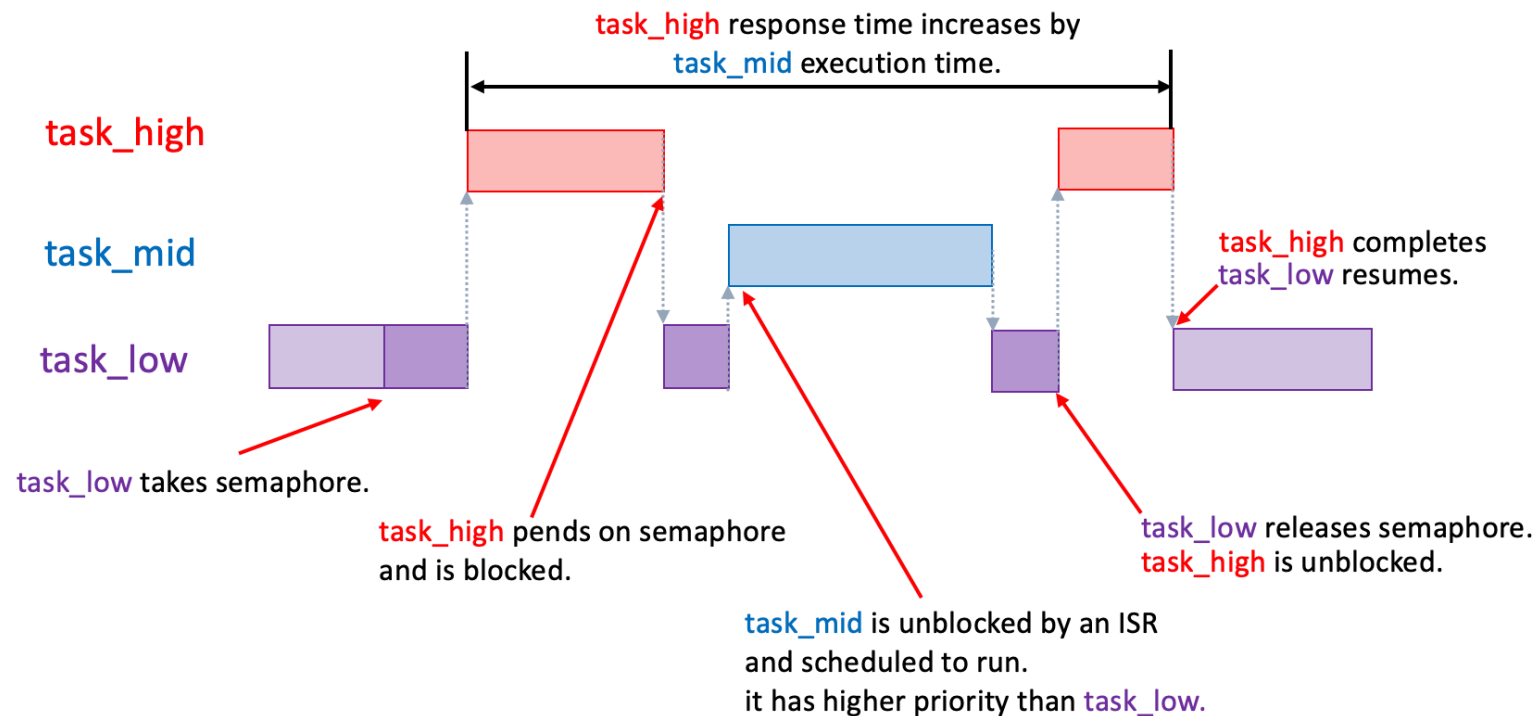 task_high response time increases by
task_mid execution time.
task_high
task_mid
task_high completes
task_low resumes.
task_low
task_low takes semaphore.
task_high pends on semaphore
and is blocked.
task_low releases semaphore.
task_high is unblocked.
task_mid is unblocked by an ISR
and scheduled to run.
it has higher priority than task_low.